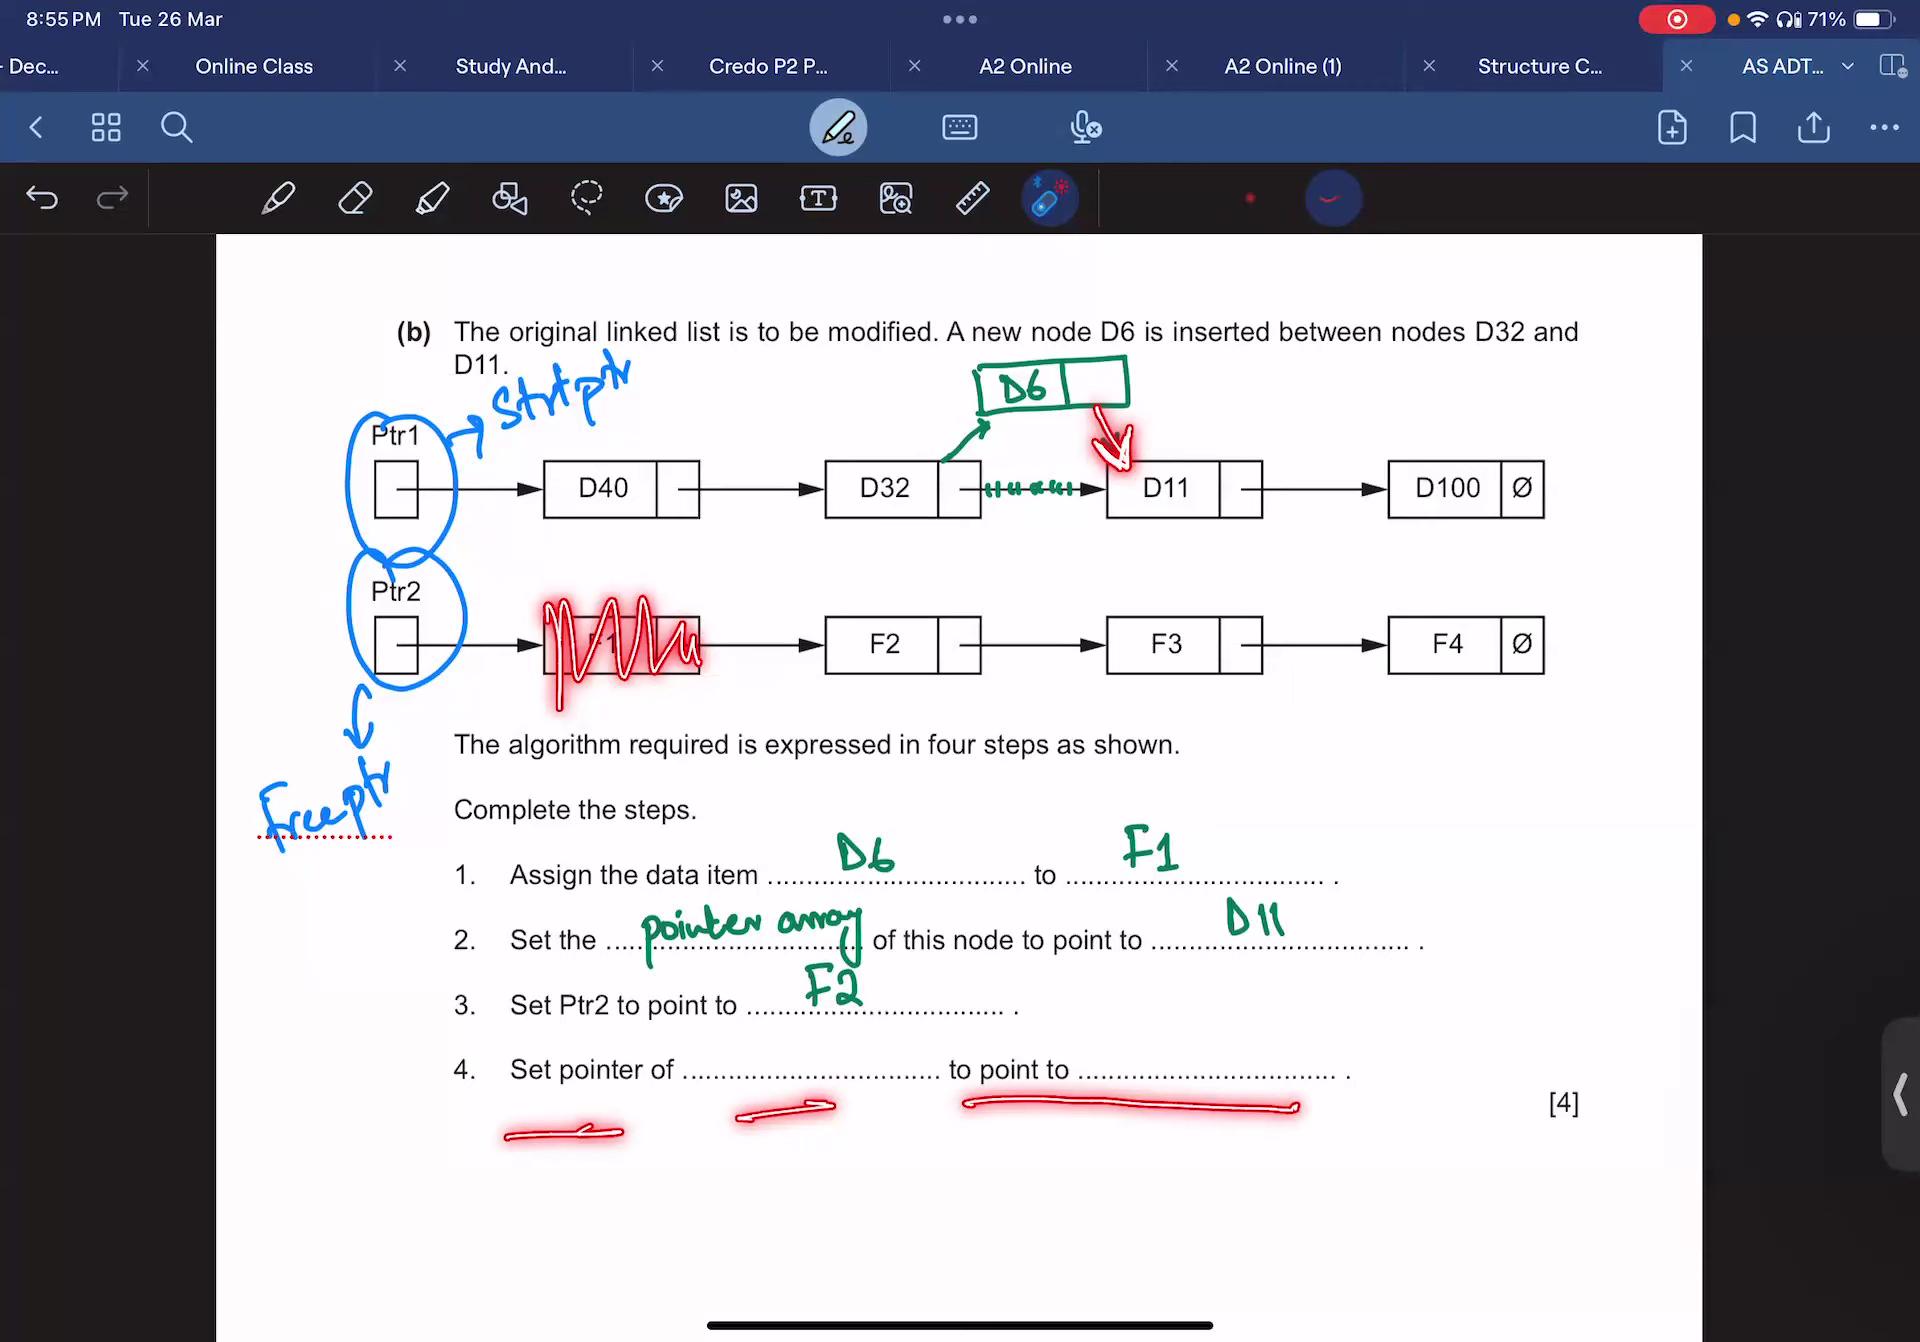 8:55 PM Tue 26 Mar
71%
- Dec... Online Class Study And... Credo P2 P... A2 Online A2 Online (1) Structure C... AS ADT...
(b) The original linked list is to be modified. A new node D6 is inserted between nodes D32 and
D11.
Strtptr
D6
Ptr1
D40 D32 D11 D100 Ø
Ptr2
F1 F2 F3 F4 Ø
The algorithm required is expressed in four steps as shown.
Freeptr
Complete the steps.
1. Assign the data item D6 to F1 .
2. Set the pointer array of this node to point to D11 .
3. Set Ptr2 to point to F2 .
4. Set pointer of ................................. to point to ................................. .
[4]